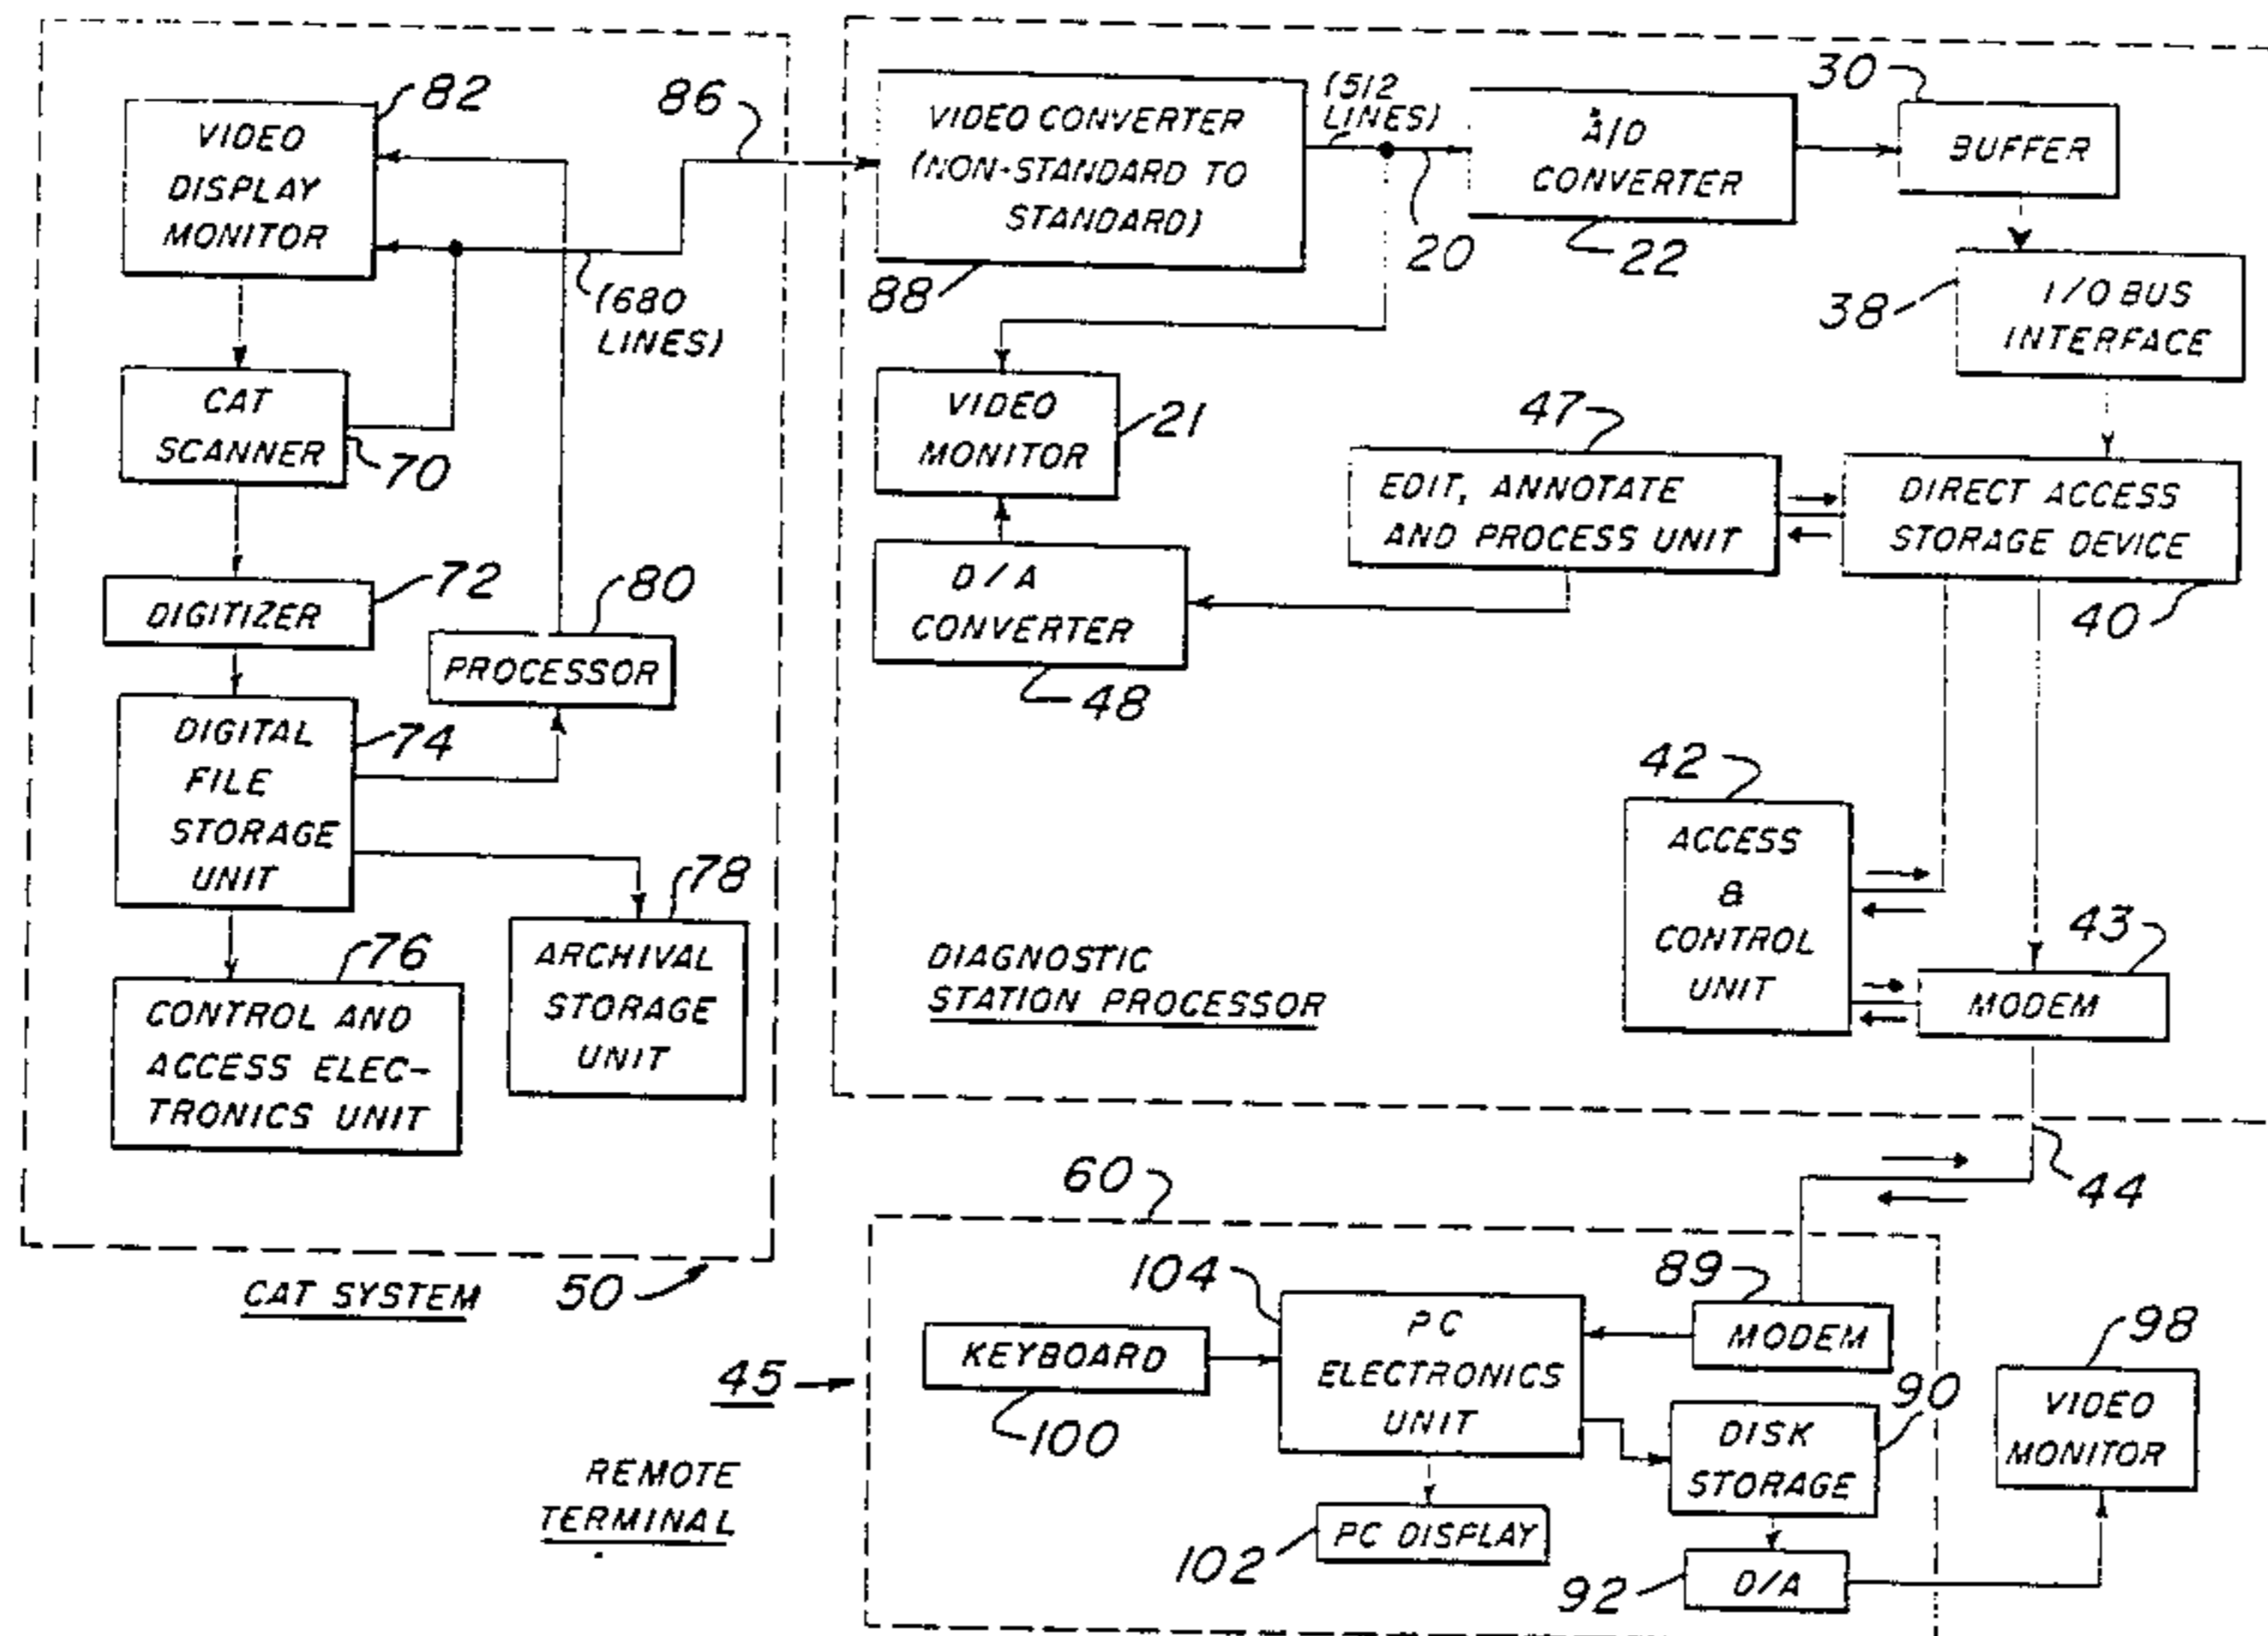 82
VIDEO
DISPLAY
MONITOR
(680
LINES)
CAT
SCANNER
70
72
DIGITIZER
80
PROCESSOR
DIGITAL
FILE
STORAGE
UNIT
74
78
ARCHIVAL
STORAGE
UNIT
76
CONTROL AND
ACCESS ELEC-
TRONICS UNIT
CAT SYSTEM
50
86
VIDEO CONVERTER
(NON-STANDARD TO
STANDARD)
88
(512
LINES)
20
A/D
CONVERTER
22
30
BUFFER
38
I/O BUS
INTERFACE
VIDEO
MONITOR
21
47
EDIT, ANNOTATE
AND PROCESS UNIT
DIRECT ACCESS
STORAGE DEVICE
40
D/A
CONVERTER
48
42
ACCESS
&
CONTROL
UNIT
43
MODEM
DIAGNOSTIC
STATION PROCESSOR
44
60
104
PC
ELECTRONICS
UNIT
89
MODEM
98
VIDEO
MONITOR
KEYBOARD
100
45
REMOTE
TERMINAL
90
DISK
STORAGE
102
PC DISPLAY
92
D/A